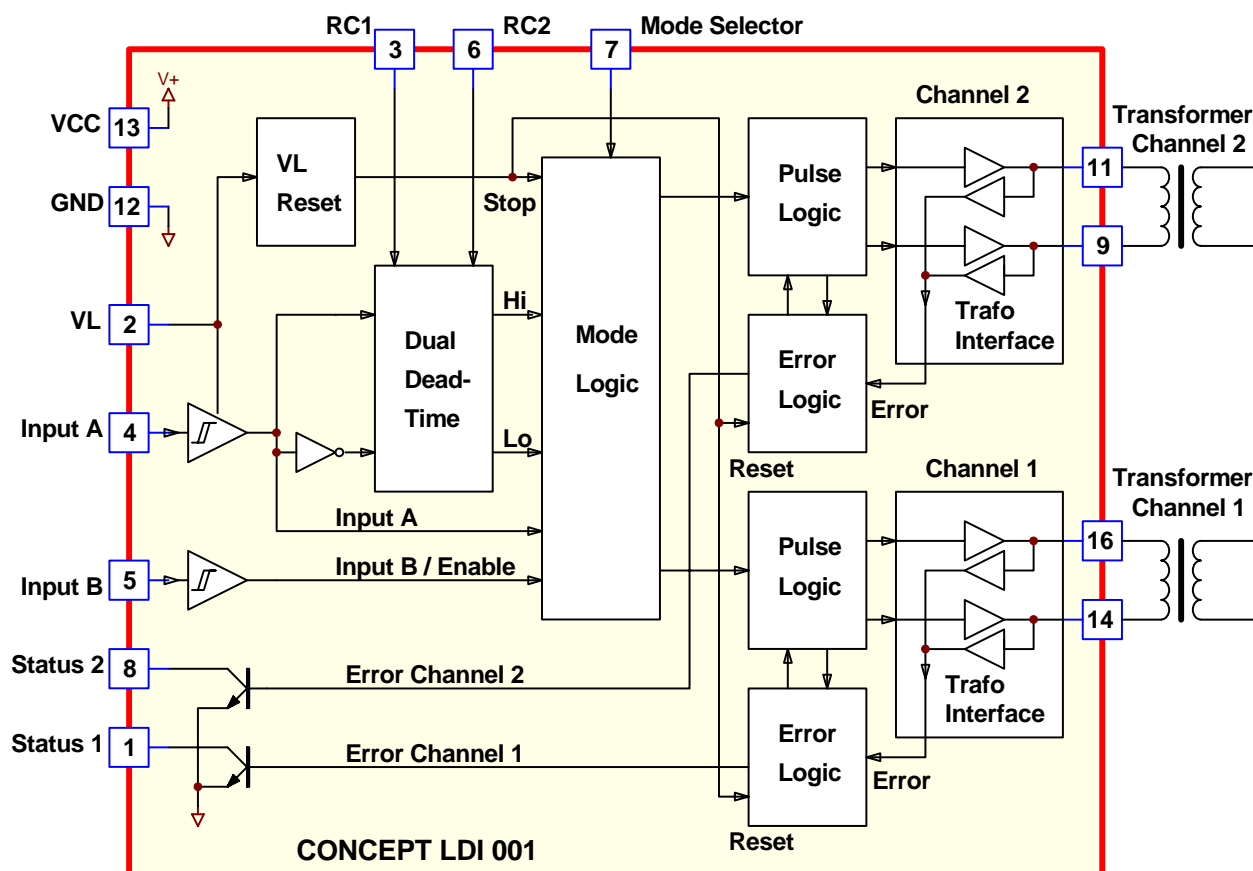 RC1
RC2
Mode Selector
3
6
7
V+
VCC
13
GND
12
VL
2
Input A
4
Input B
5
Status 2
8
Status 1
1
VL
Reset
Stop
Dual
Dead-
Time
Hi
Lo
Input A
Input B / Enable
Mode
Logic
Error Channel 2
Error Channel 1
Channel 2
Pulse
Logic
Trafo
Interface
Error
Logic
Error
Reset
11
9
Transformer
Channel 2
Channel 1
Pulse
Logic
Trafo
Interface
Error
Logic
Error
Reset
16
14
Transformer
Channel 1
CONCEPT LDI 001